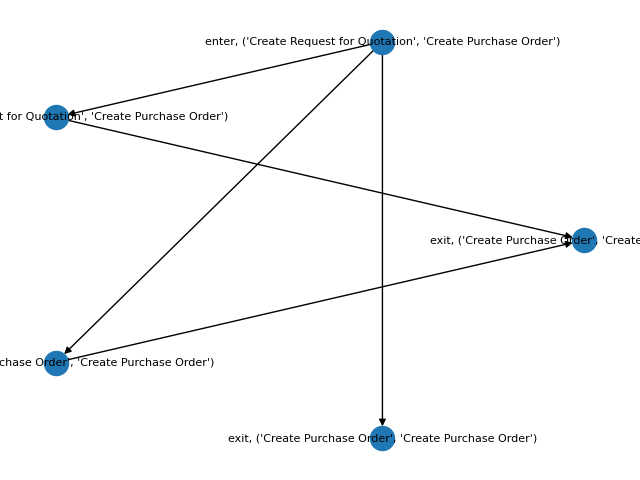 enter, ('Create Request for Quotation', 'Create Purchase Order')
t for Quotation', 'Create Purchase Order')
exit, ('Create Purchase Order', 'Create
chase Order', 'Create Purchase Order')
exit, ('Create Purchase Order', 'Create Purchase Order')